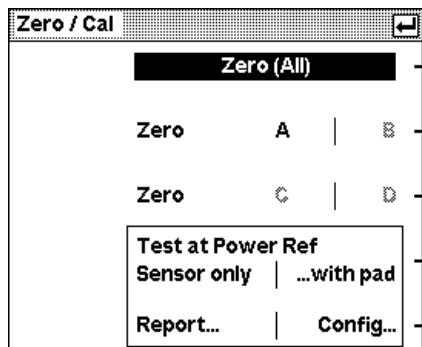 Zero / Cal
Zero (All)
Zero A | B
Zero C | D
Test at Power Ref
Sensor only | ...with pad
Report... | Config...